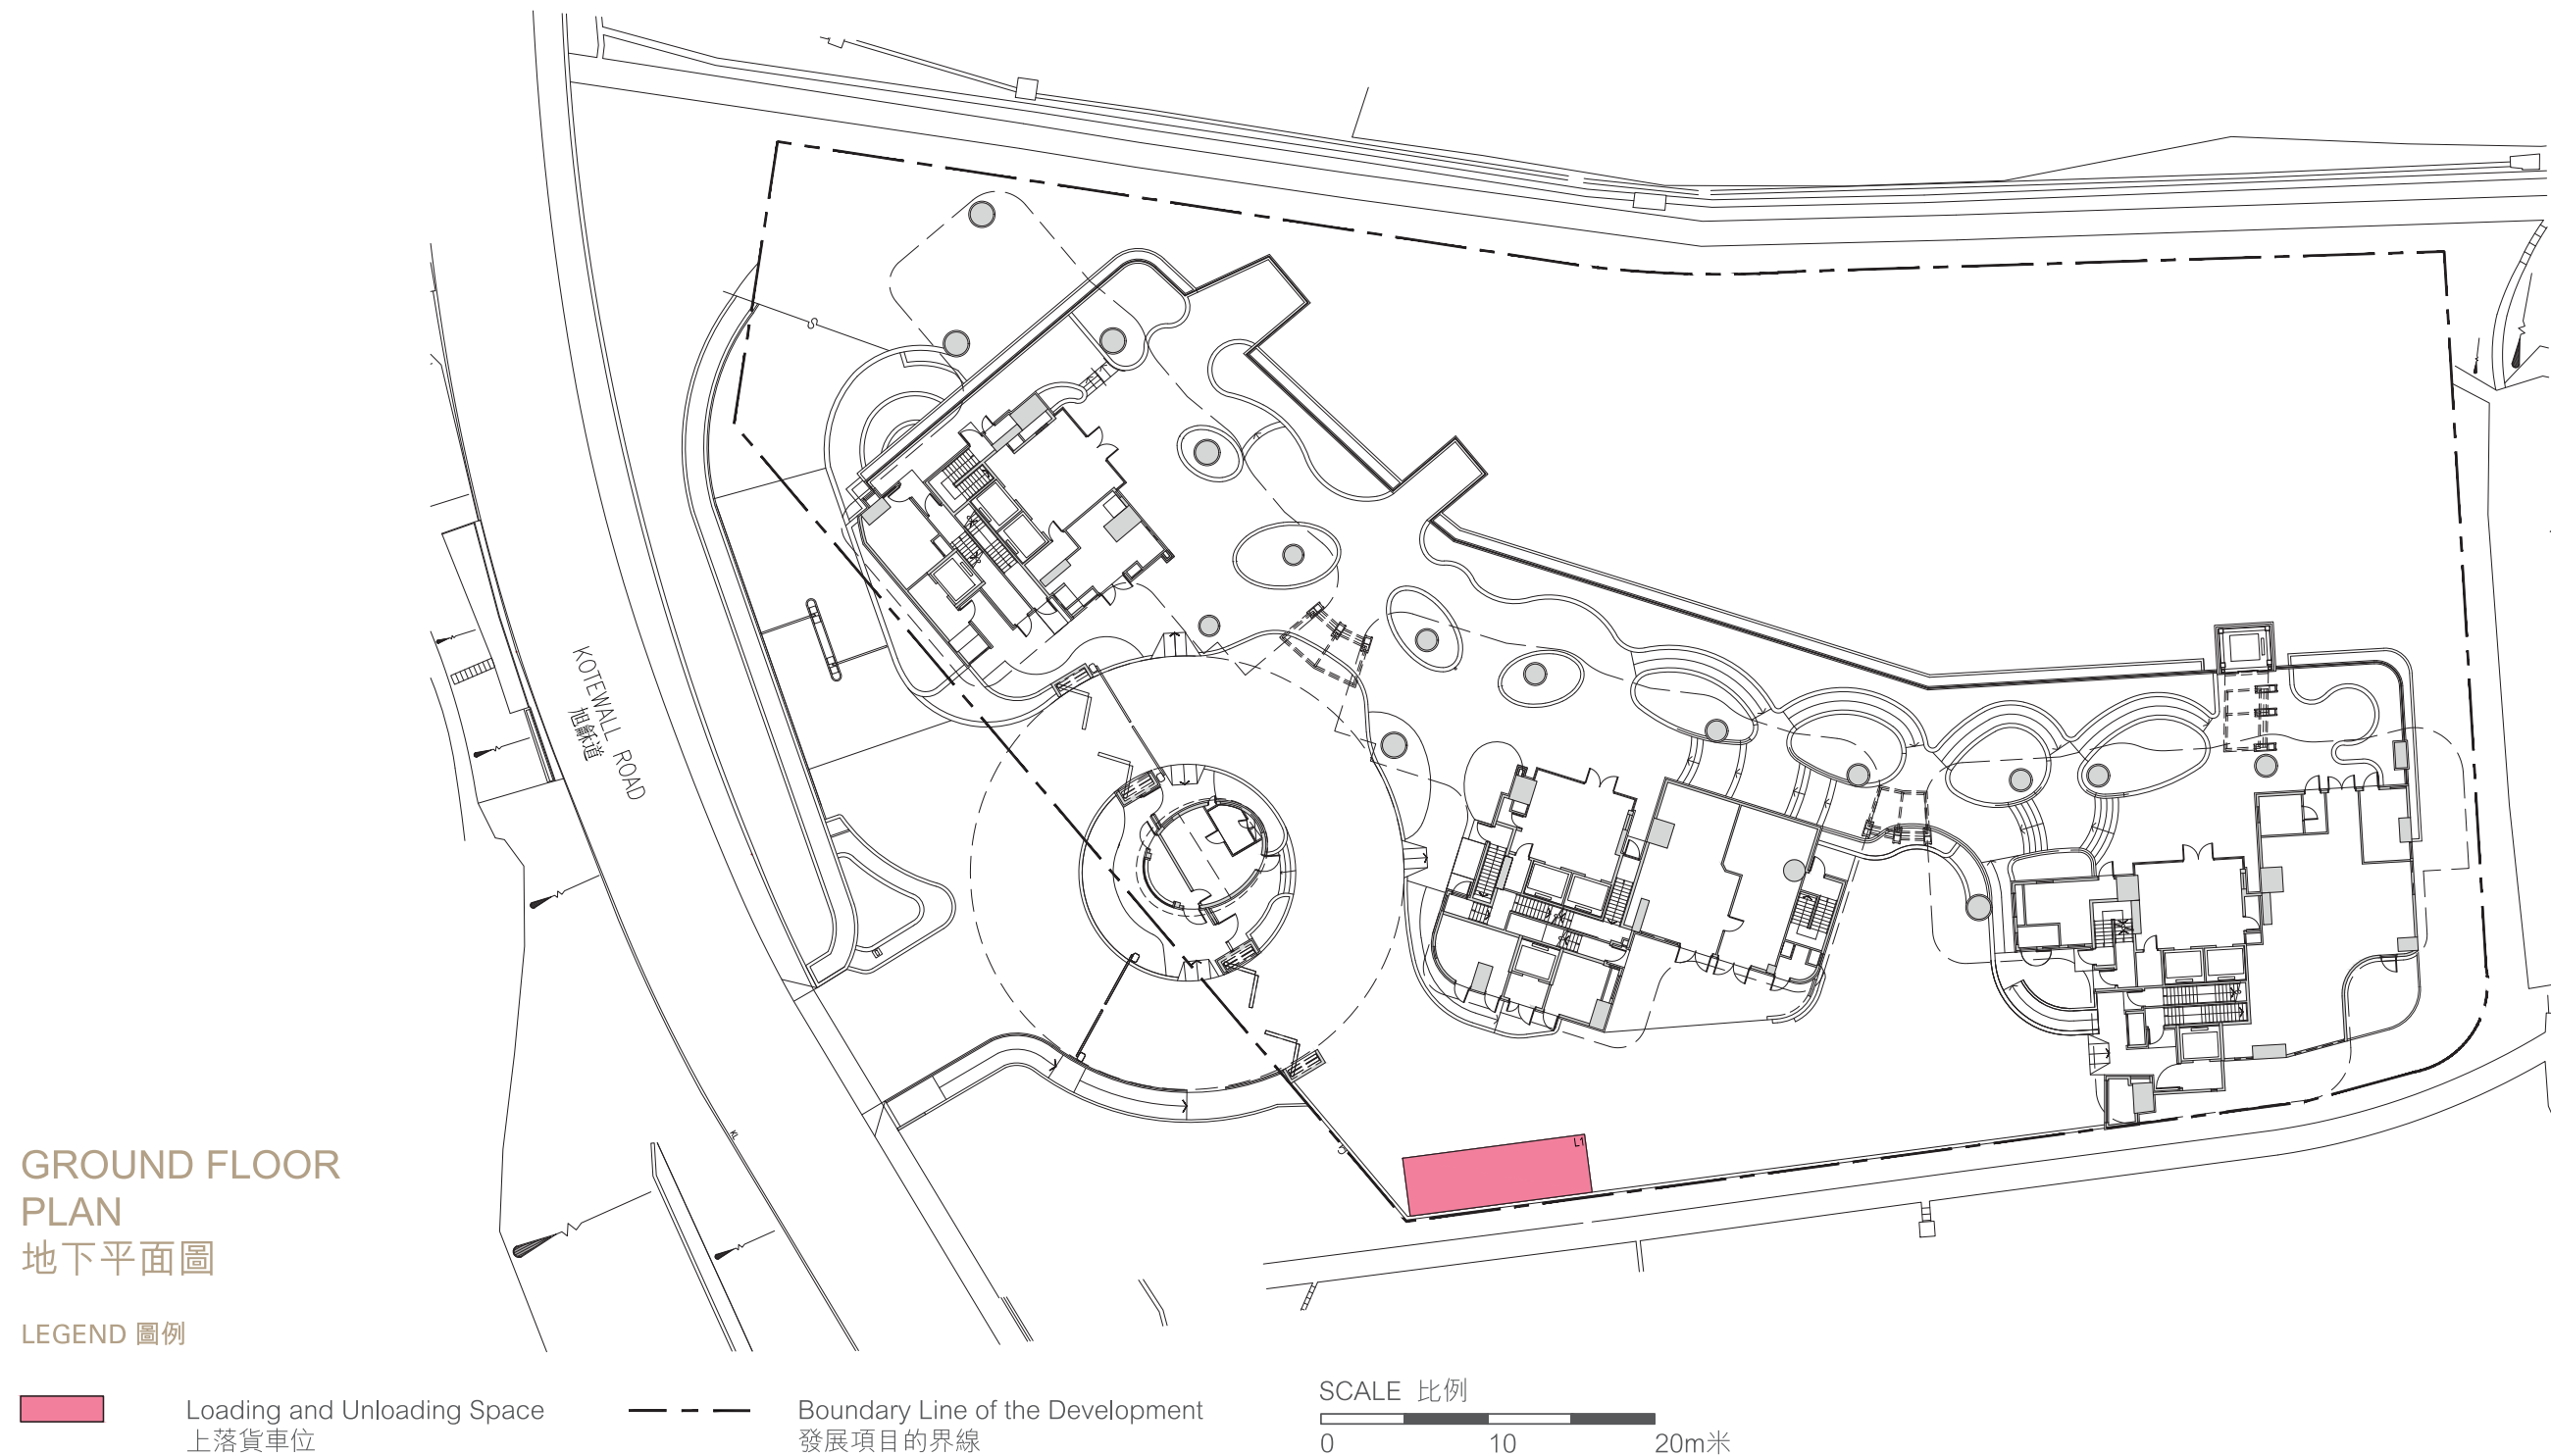 KOTEWALL ROAD
旭龢道
L1
GROUND FLOOR
PLAN
地下平面圖
LEGEND 圖例
Loading and Unloading Space
上落貨車位
Boundary Line of the Development
發展項目的界線
SCALE 比例
0 10 20m米